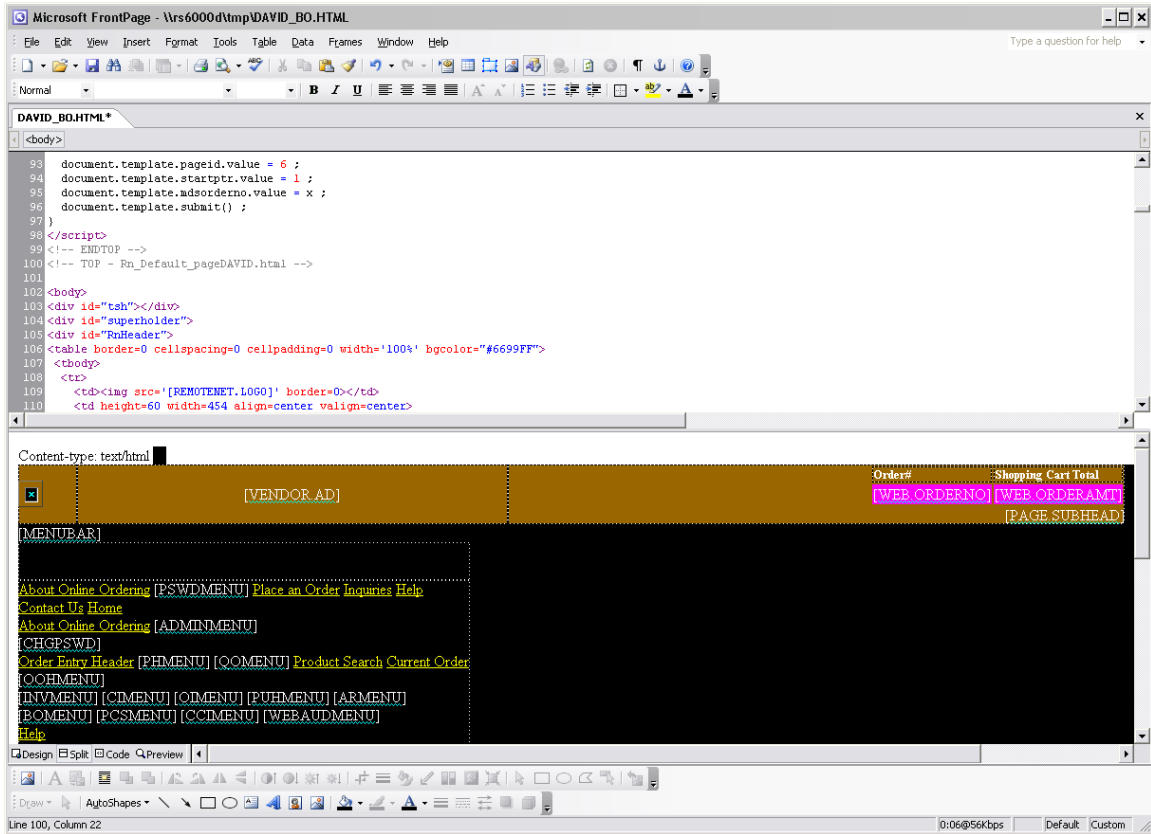 Microsoft FrontPage - \\rs6000d\tmp\DAVID_BO.HTML
File Edit View Insert Format Tools Table Data Frames Window Help Type a question for help
Normal B I U
DAVID_BO.HTML*
<body>
93 document.template.pageid.value = 6 ;
94 document.template.startptr.value = 1 ;
95 document.template.mdsorderno.value = x ;
96 document.template.submit() ;
97 }
98 </script>
99 <!-- ENDTOP -->
100 <!-- TOP - Rn_Default_pageDAVID.html -->
101
102 <body>
103 <div id="tsh"></div>
104 <div id="superholder">
105 <div id="RnHeader">
106 <table border=0 cellspacing=0 cellpadding=0 width='100%' bgcolor="#6699FF">
107 <tbody>
108 <tr>
109 <td><img src='[REMOTENET.LOGO]' border=0></td>
110 <td height=60 width=454 align=center valign=center>
Content-type: text/html
Order# Shopping Cart Total
[VENDOR.AD] [WEB.ORDERNO] [WEB.ORDERAMT]
[PAGE.SUBHEAD]
[MENUBAR]
About Online Ordering [PSWDMENU] Place an Order Inquiries Help
Contact Us Home
About Online Ordering [ADMINMENU]
[CHGPSWD]
Order Entry Header [PHMENU] [QOMENU] Product Search Current Order
[OOHMENU]
[INVMENU] [CIMENU] [OIMENU] [PUHMENU] [ARMENU]
[BOMENU] [PCSMENU] [CCIMENU] [WEBAUDMENU]
Help
Design Split Code Preview
Draw AutoShapes
Line 100, Column 22 0:06@56Kbps Default Custom